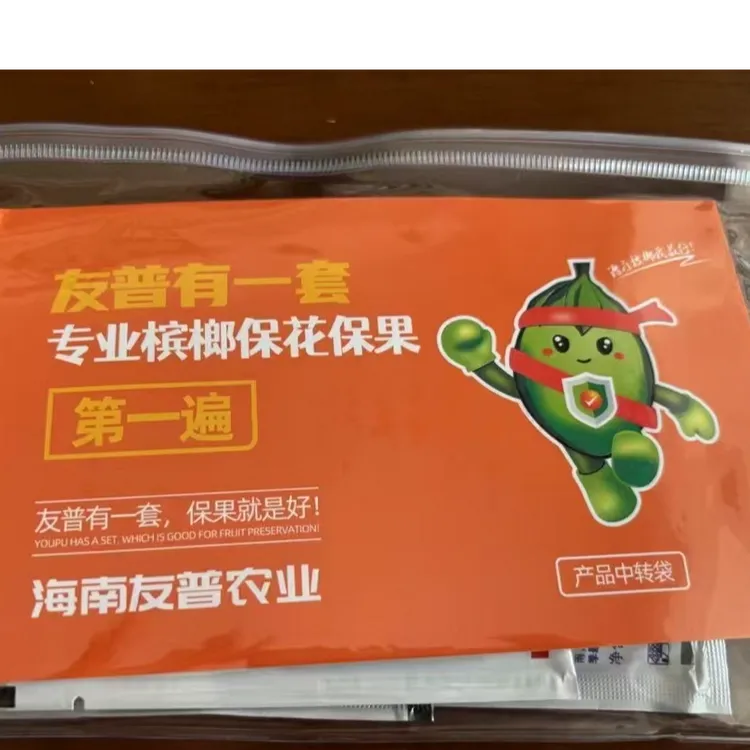 友普有一套
专业槟榔保花保果
第一遍
友普有一套，保果就是好！
YOUPU HAS A SET, WHICH IS GOOD FOR FRUIT PRESERVATION!
海南友普农业
产品中转袋
净